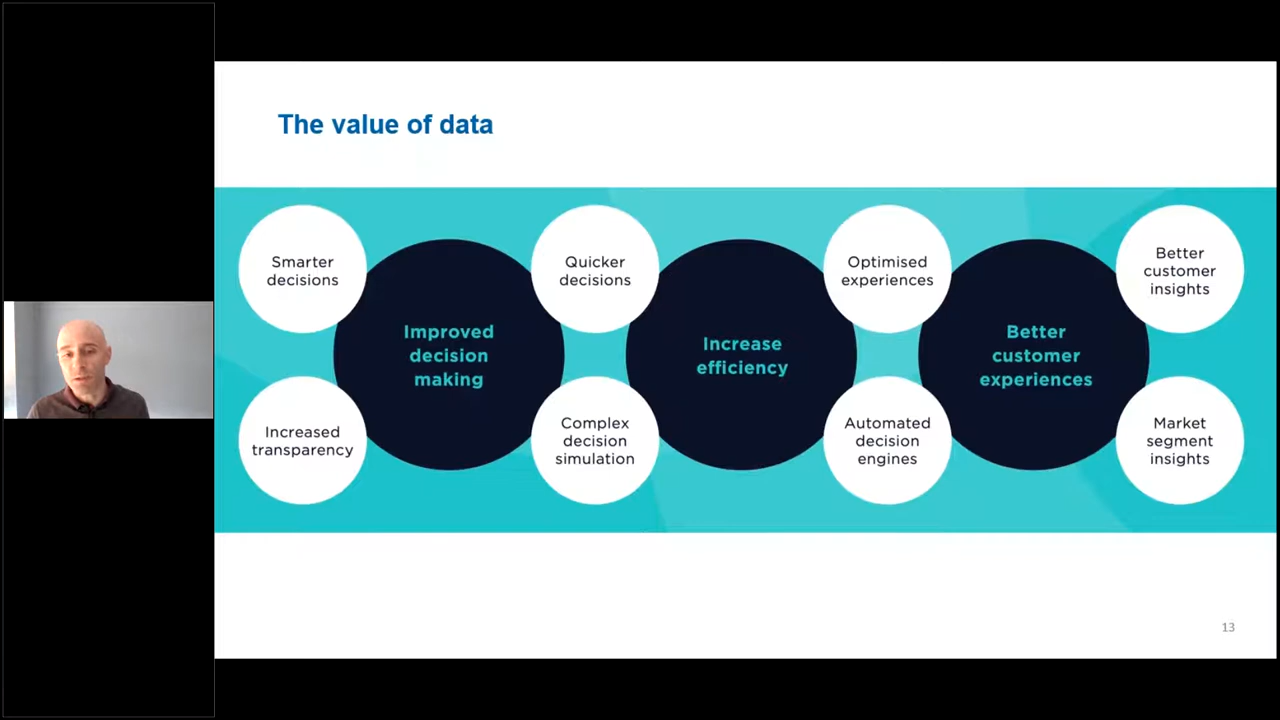 The value of data
Smarter
decisions
Increased
transparency
Improved
decision
making
Quicker
decisions
Complex
decision
simulation
Increase
efficiency
Optimised
experiences
Automated
decision
engines
Better
customer
experiences
Better
customer
insights
Market
segment
insights
13